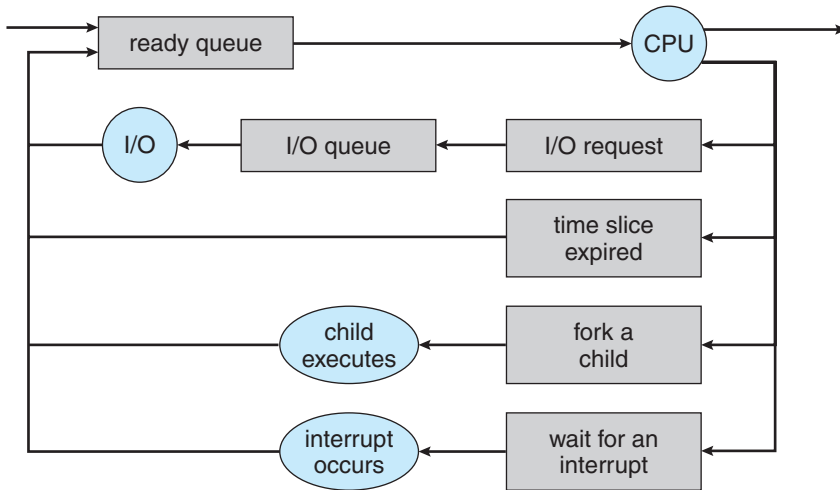 ready queue
CPU
I/O
I/O queue
I/O request
time slice
expired
child
executes
fork a
child
interrupt
occurs
wait for an
interrupt